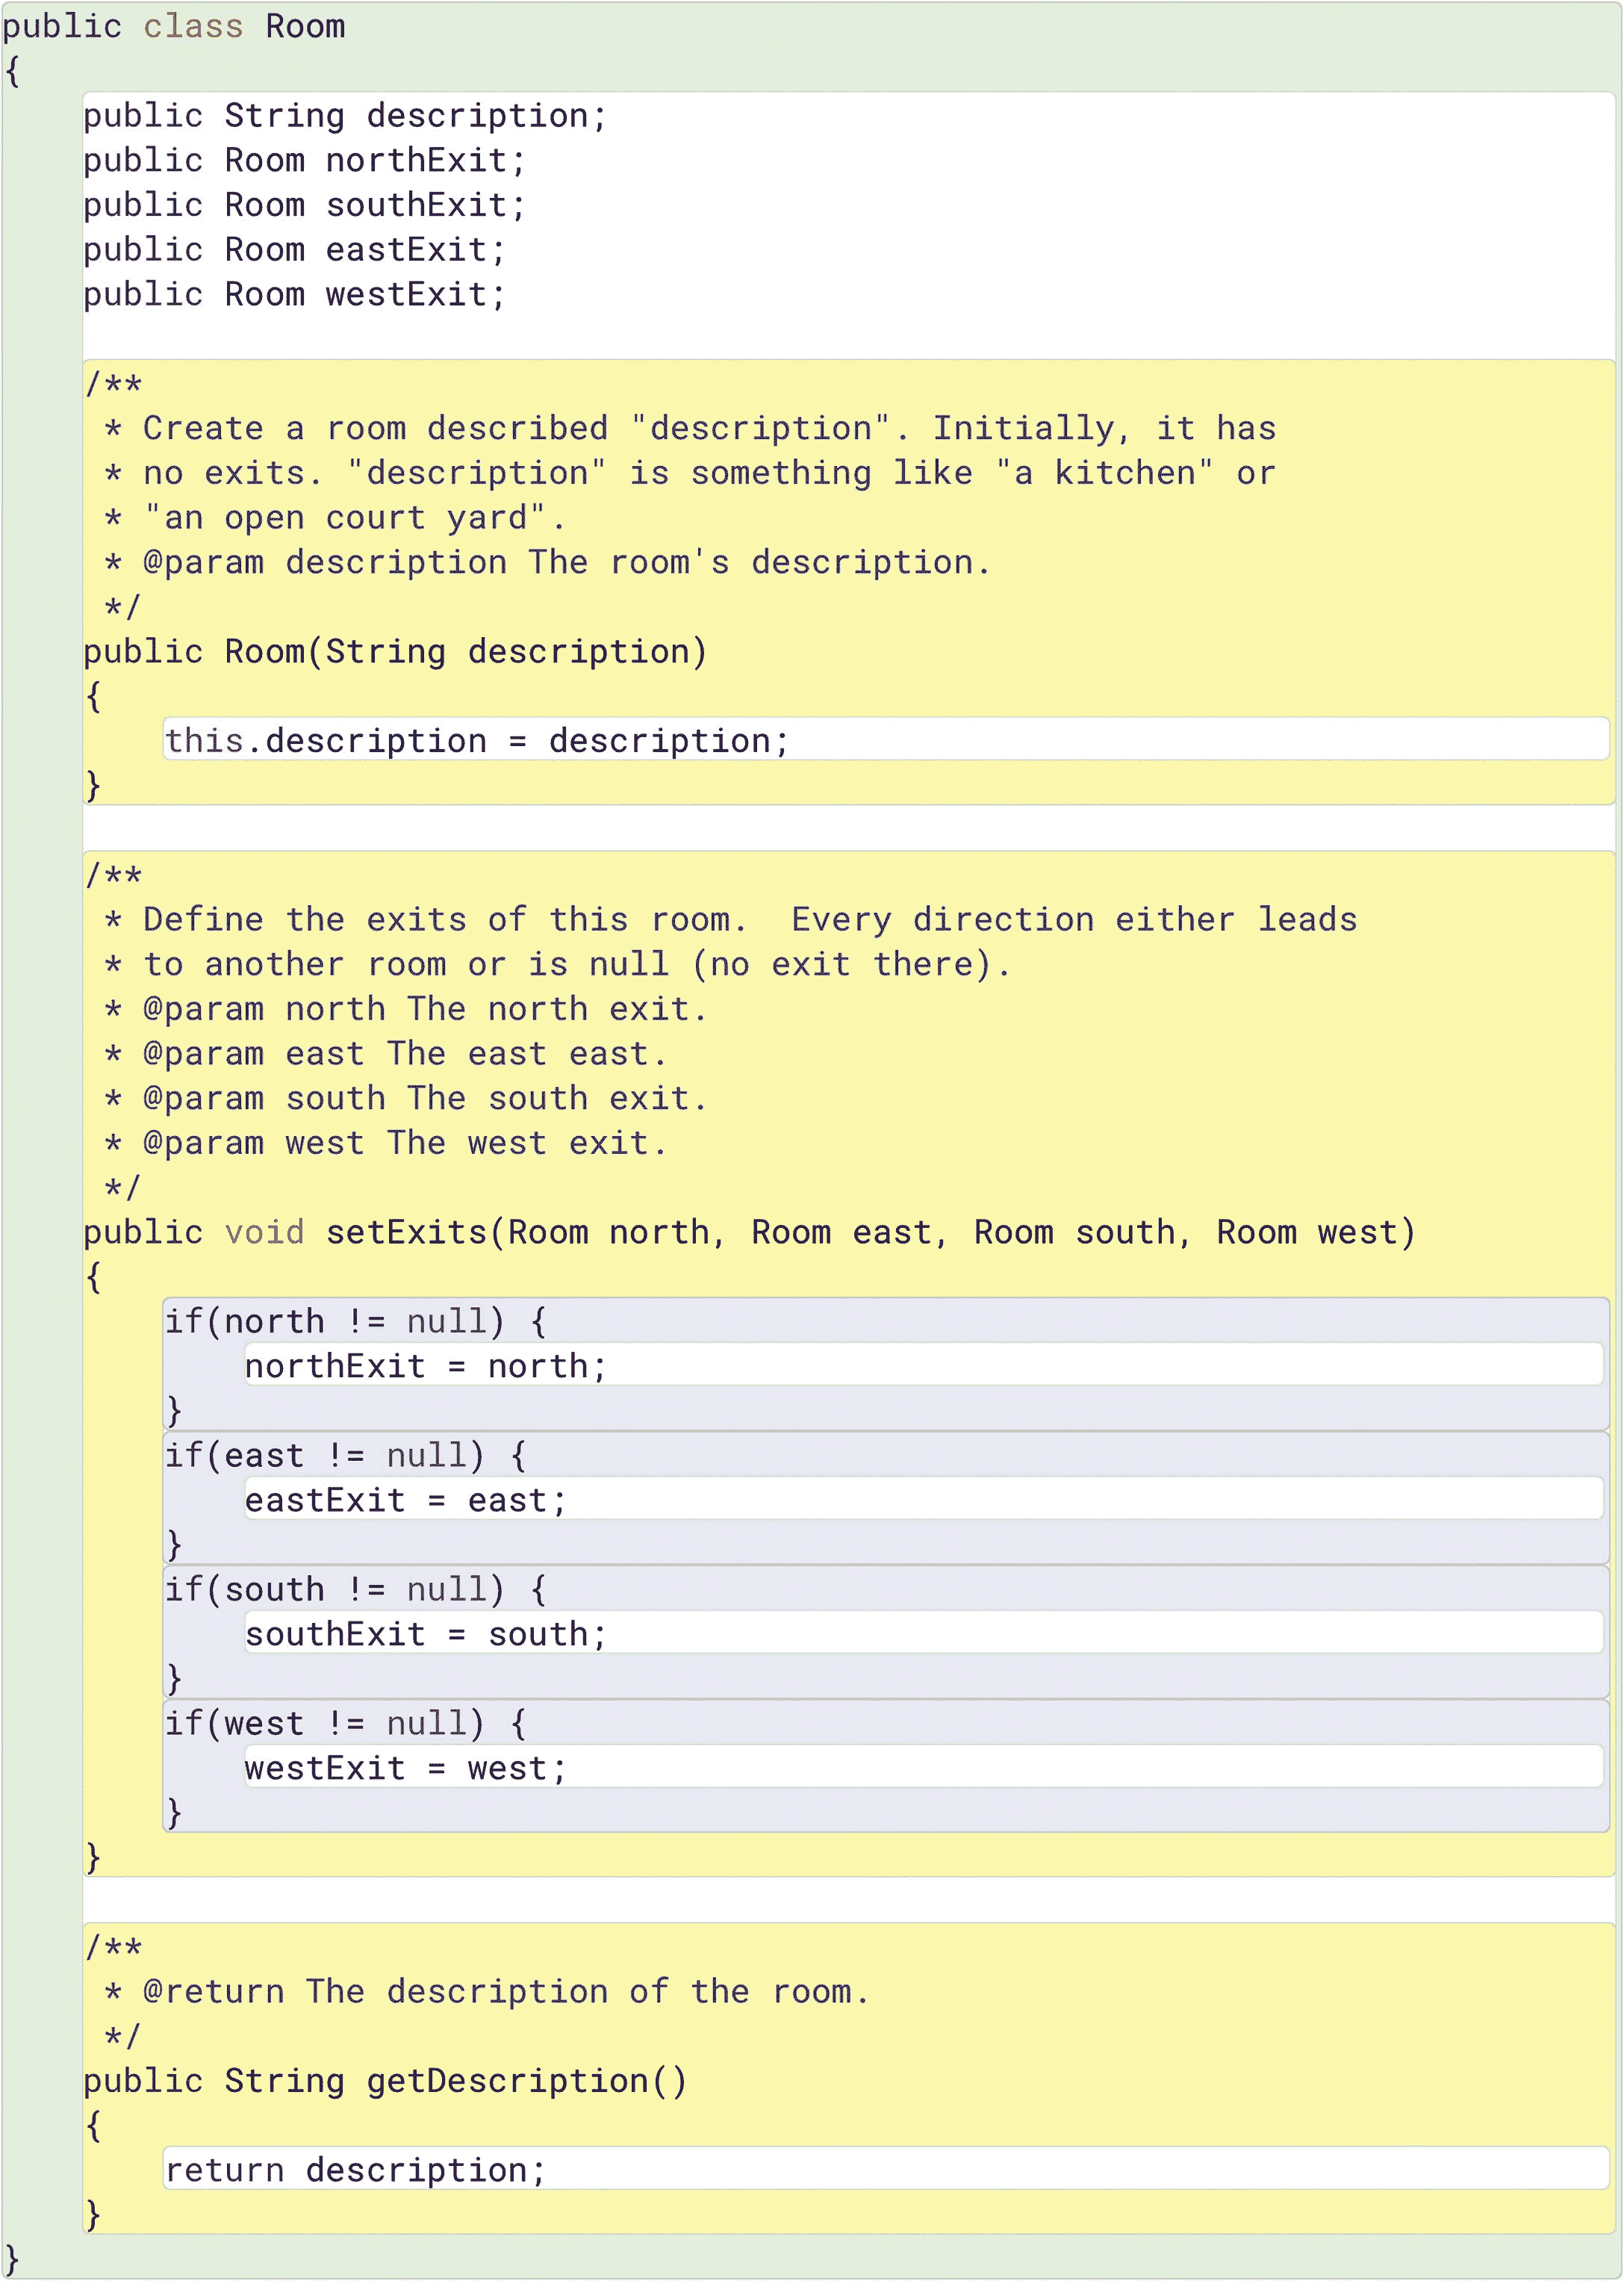 public class Room
{
public String description;
public Room northExit;
public Room southExit;
public Room eastExit;
public Room westExit;
/**
* Create a room described "description". Initially, it has
* no exits. "description" is something like "a kitchen" or
* "an open court yard".
* @param description The room's description.
*/
public Room(String description)
{
this.description = description;
}
/**
* Define the exits of this room.  Every direction either leads
* to another room or is null (no exit there).
* @param north The north exit.
* @param east The east east.
* @param south The south exit.
* @param west The west exit.
*/
public void setExits(Room north, Room east, Room south, Room west)
{
if(north != null) {
northExit = north;
}
if(east != null) {
eastExit = east;
}
if(south != null) {
southExit = south;
}
if(west != null) {
westExit = west;
}
}
/**
* @return The description of the room.
*/
public String getDescription()
{
return description;
}
}